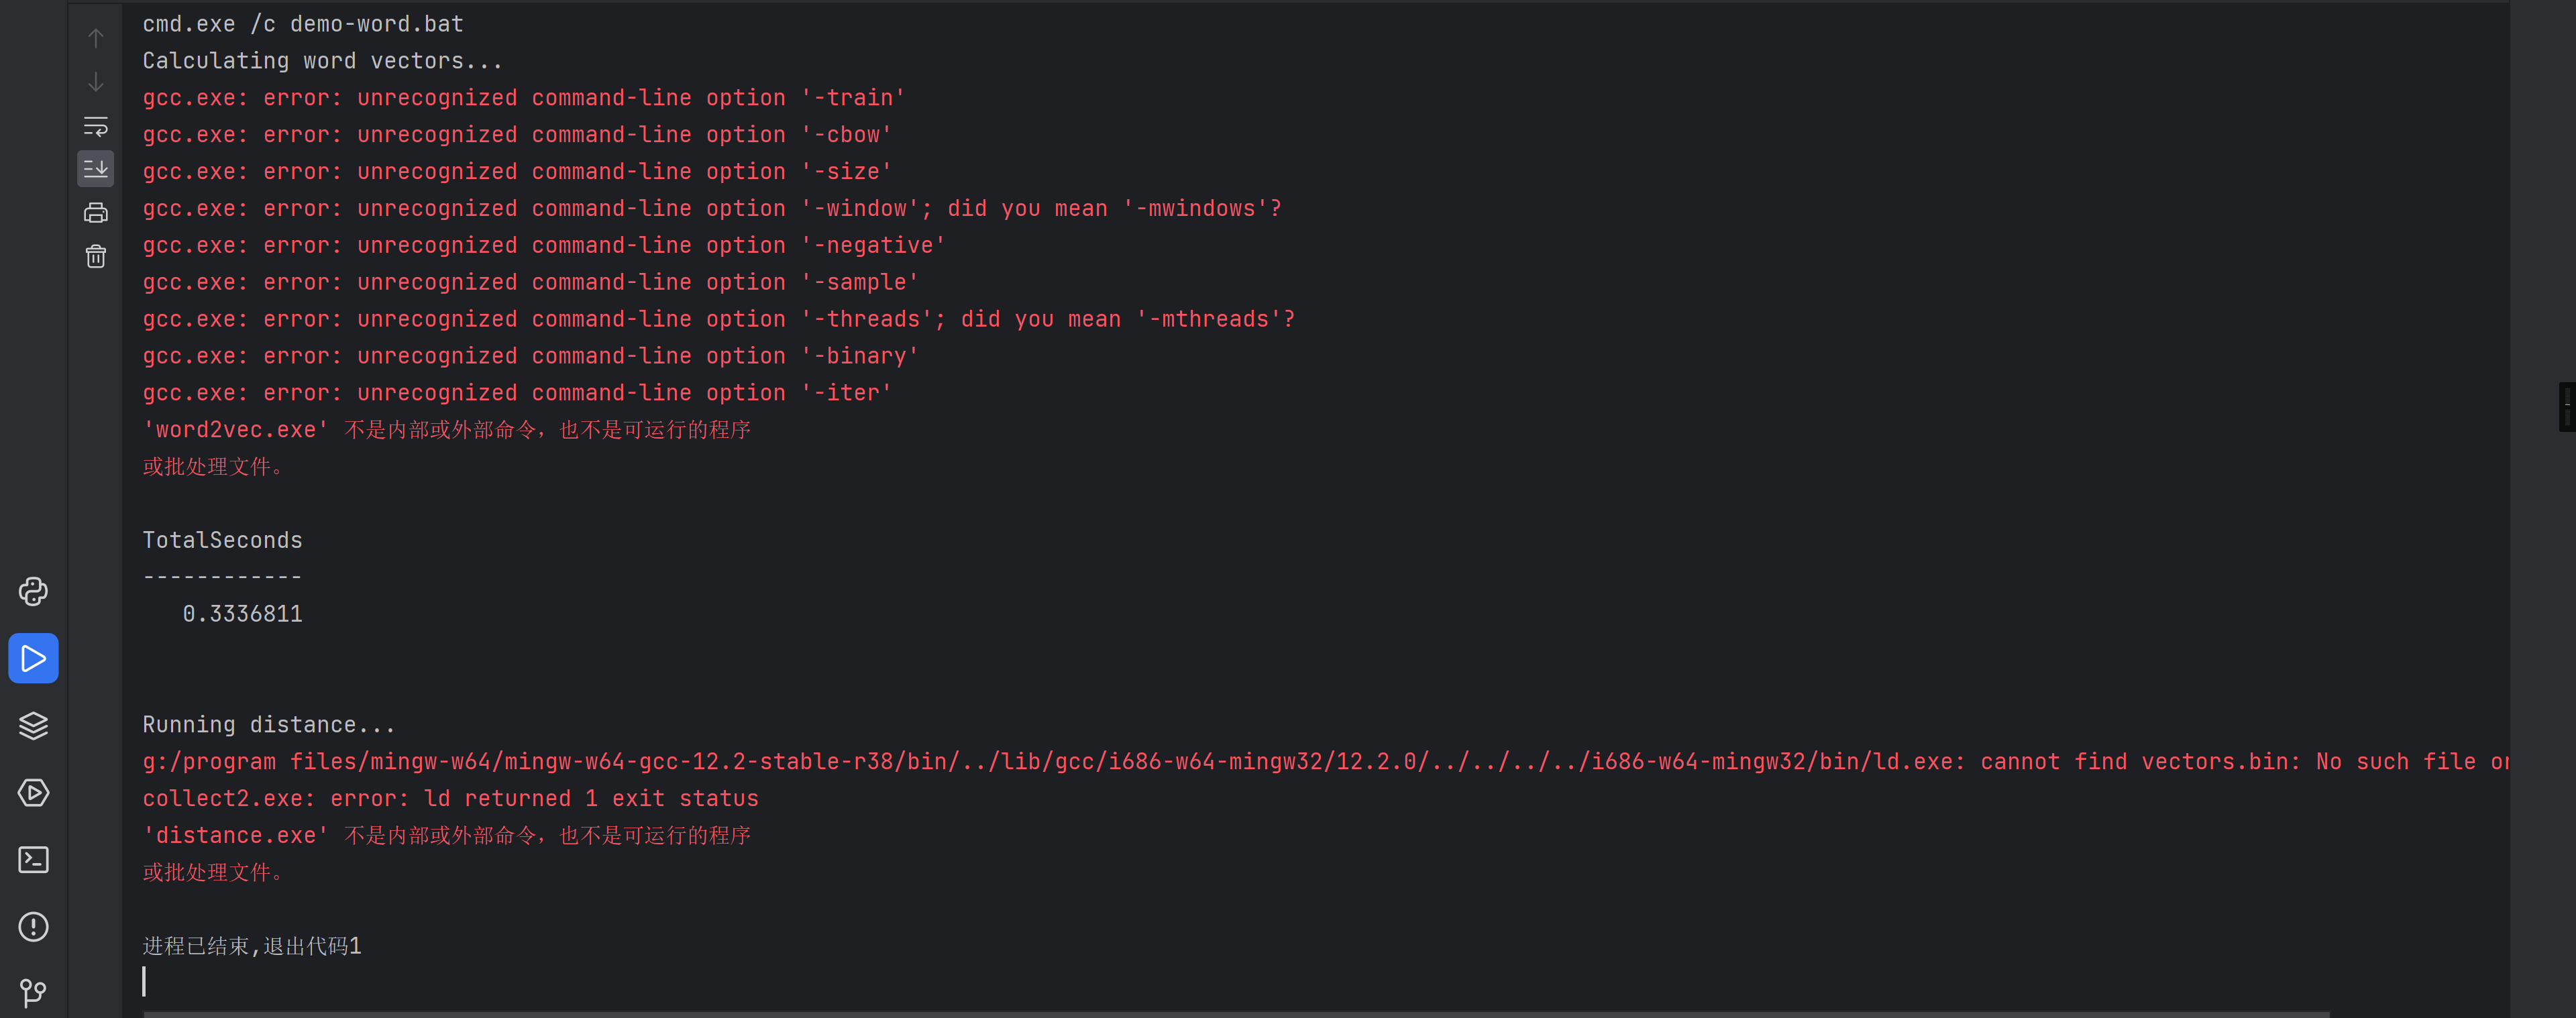 cmd.exe /c demo-word.bat
Calculating word vectors...
gcc.exe: error: unrecognized command-line option '-train'
gcc.exe: error: unrecognized command-line option '-cbow'
gcc.exe: error: unrecognized command-line option '-size'
gcc.exe: error: unrecognized command-line option '-window'; did you mean '-mwindows'?
gcc.exe: error: unrecognized command-line option '-negative'
gcc.exe: error: unrecognized command-line option '-sample'
gcc.exe: error: unrecognized command-line option '-threads'; did you mean '-mthreads'?
gcc.exe: error: unrecognized command-line option '-binary'
gcc.exe: error: unrecognized command-line option '-iter'
'word2vec.exe' 不是内部或外部命令，也不是可运行的程序
或批处理文件。
TotalSeconds
------------
0.3336811
Running distance...
g:/program files/mingw-w64/mingw-w64-gcc-12.2-stable-r38/bin/../lib/gcc/i686-w64-mingw32/12.2.0/../../../../i686-w64-mingw32/bin/ld.exe: cannot find vectors.bin: No such file or
collect2.exe: error: ld returned 1 exit status
'distance.exe' 不是内部或外部命令，也不是可运行的程序
或批处理文件。
进程已结束,退出代码1